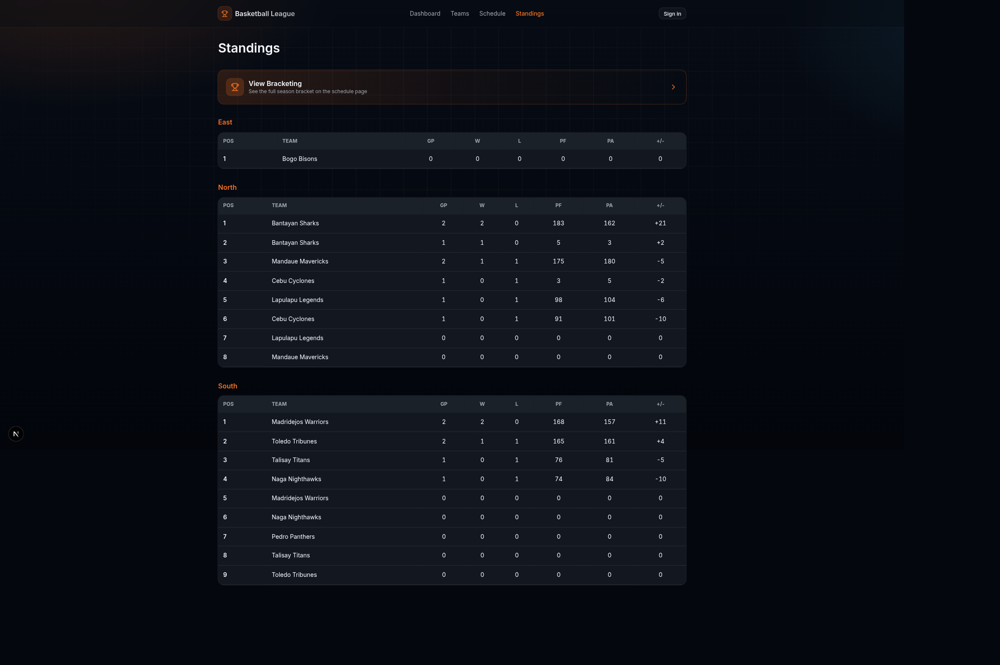 Basketball League Dashboard Teams Schedule Standings Sign in
Standings
View Bracketing
See the full season bracket on the schedule page
East
POS TEAM GP W L PF PA +/-
1 Bogo Bisons 0 0 0 0 0 0
North
POS TEAM GP W L PF PA +/-
1 Bantayan Sharks 2 2 0 183 162 +21
2 Bantayan Sharks 1 1 0 5 3 +2
3 Mandaue Mavericks 2 1 1 175 180 -5
4 Cebu Cyclones 1 0 1 3 5 -2
5 Lapulapu Legends 1 0 1 98 104 -6
6 Cebu Cyclones 1 0 1 91 101 -10
7 Lapulapu Legends 0 0 0 0 0 0
8 Mandaue Mavericks 0 0 0 0 0 0
South
POS TEAM GP W L PF PA +/-
1 Madridejos Warriors 2 2 0 168 157 +11
2 Toledo Tribunes 2 1 1 165 161 +4
3 Talisay Titans 1 0 1 76 81 -5
4 Naga Nighthawks 1 0 1 74 84 -10
5 Madridejos Warriors 0 0 0 0 0 0
6 Naga Nighthawks 0 0 0 0 0 0
7 Pedro Panthers 0 0 0 0 0 0
8 Talisay Titans 0 0 0 0 0 0
9 Toledo Tribunes 0 0 0 0 0 0
N